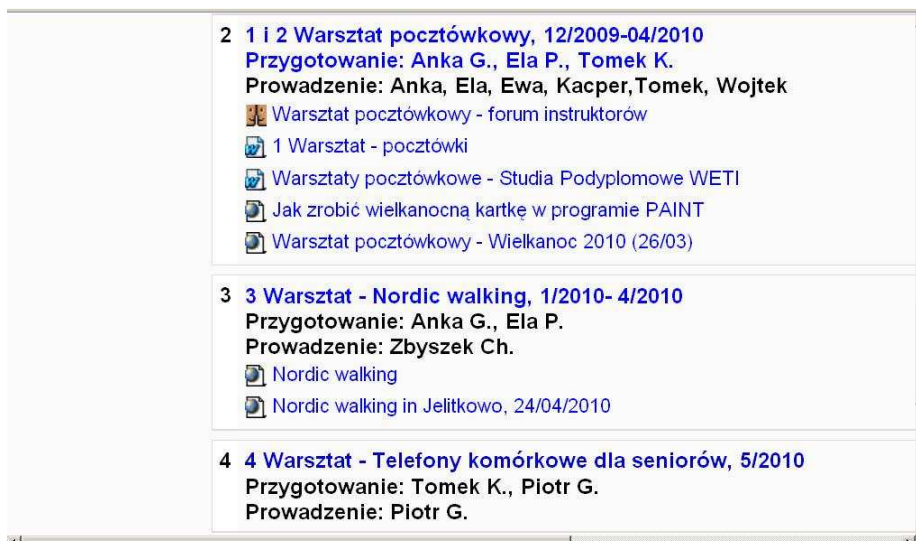 2 1 i 2 Warsztat pocztówkowy, 12/2009-04/2010
Przygotowanie: Anka G., Ela P., Tomek K.
Prowadzenie: Anka, Ela, Ewa, Kacper,Tomek, Wojtek
Warsztat pocztówkowy - forum instruktorów
1 Warsztat - pocztówki
Warsztaty pocztówkowe - Studia Podyplomowe WETI
Jak zrobić wielkanocną kartkę w programie PAINT
Warsztat pocztówkowy - Wielkanoc 2010 (26/03)
3 3 Warsztat - Nordic walking, 1/2010- 4/2010
Przygotowanie: Anka G., Ela P.
Prowadzenie: Zbyszek Ch.
Nordic walking
Nordic walking in Jelitkowo, 24/04/2010
4 4 Warsztat - Telefony komórkowe dla seniorów, 5/2010
Przygotowanie: Tomek K., Piotr G.
Prowadzenie: Piotr G.